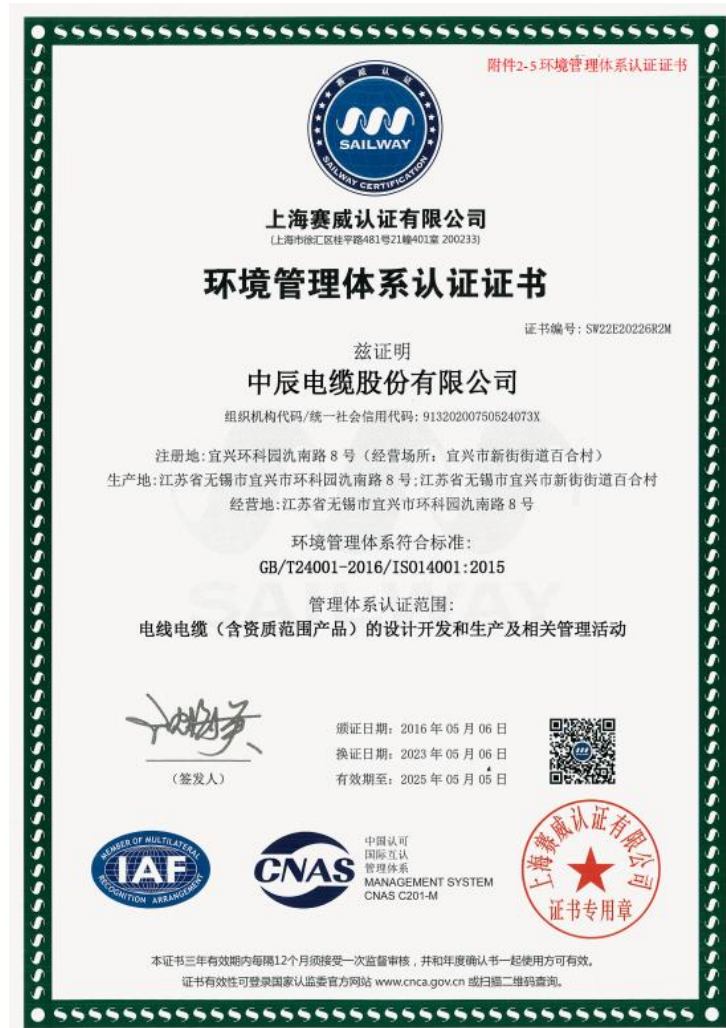 附件2-5环境管理体系认证证书
赛威认证
SAILWAY
SAILWAY CERTIFICATION
上海赛威认证有限公司
(上海市徐汇区桂平路481号21幢401室 200233)
环境管理体系认证证书
证书编号: SW22E20226R2M
兹证明
中辰电缆股份有限公司
组织机构代码/统一社会信用代码: 91320200750524073X
注册地:宜兴环科园氿南路8号(经营场所: 宜兴市新街街道百合村)
生产地:江苏省无锡市宜兴市环科园氿南路8号;江苏省无锡市宜兴市新街街道百合村
经营地:江苏省无锡市宜兴市环科园氿南路8号
环境管理体系符合标准:
GB/T24001-2016/ISO14001:2015
管理体系认证范围:
电线电缆(含资质范围产品)的设计开发和生产及相关管理活动
SAILWAY
颁证日期: 2016年05月06日
换证日期: 2023年05月06日
有效期至: 2025年05月05日
(签发人)
MEMBER OF MULTILATERAL
IAF
RECOGNITION ARRANGEMENT
CNAS
中国认可
国际互认
管理体系
MANAGEMENT SYSTEM
CNAS C201-M
上海赛威认证有限公司
证书专用章
本证书三年有效期内每隔12个月须接受一次监督审核,并和年度确认书一起使用方可有效。
证书有效性可登录国家认监委官方网站 www.cnca.gov.cn 或扫描二维码查询。